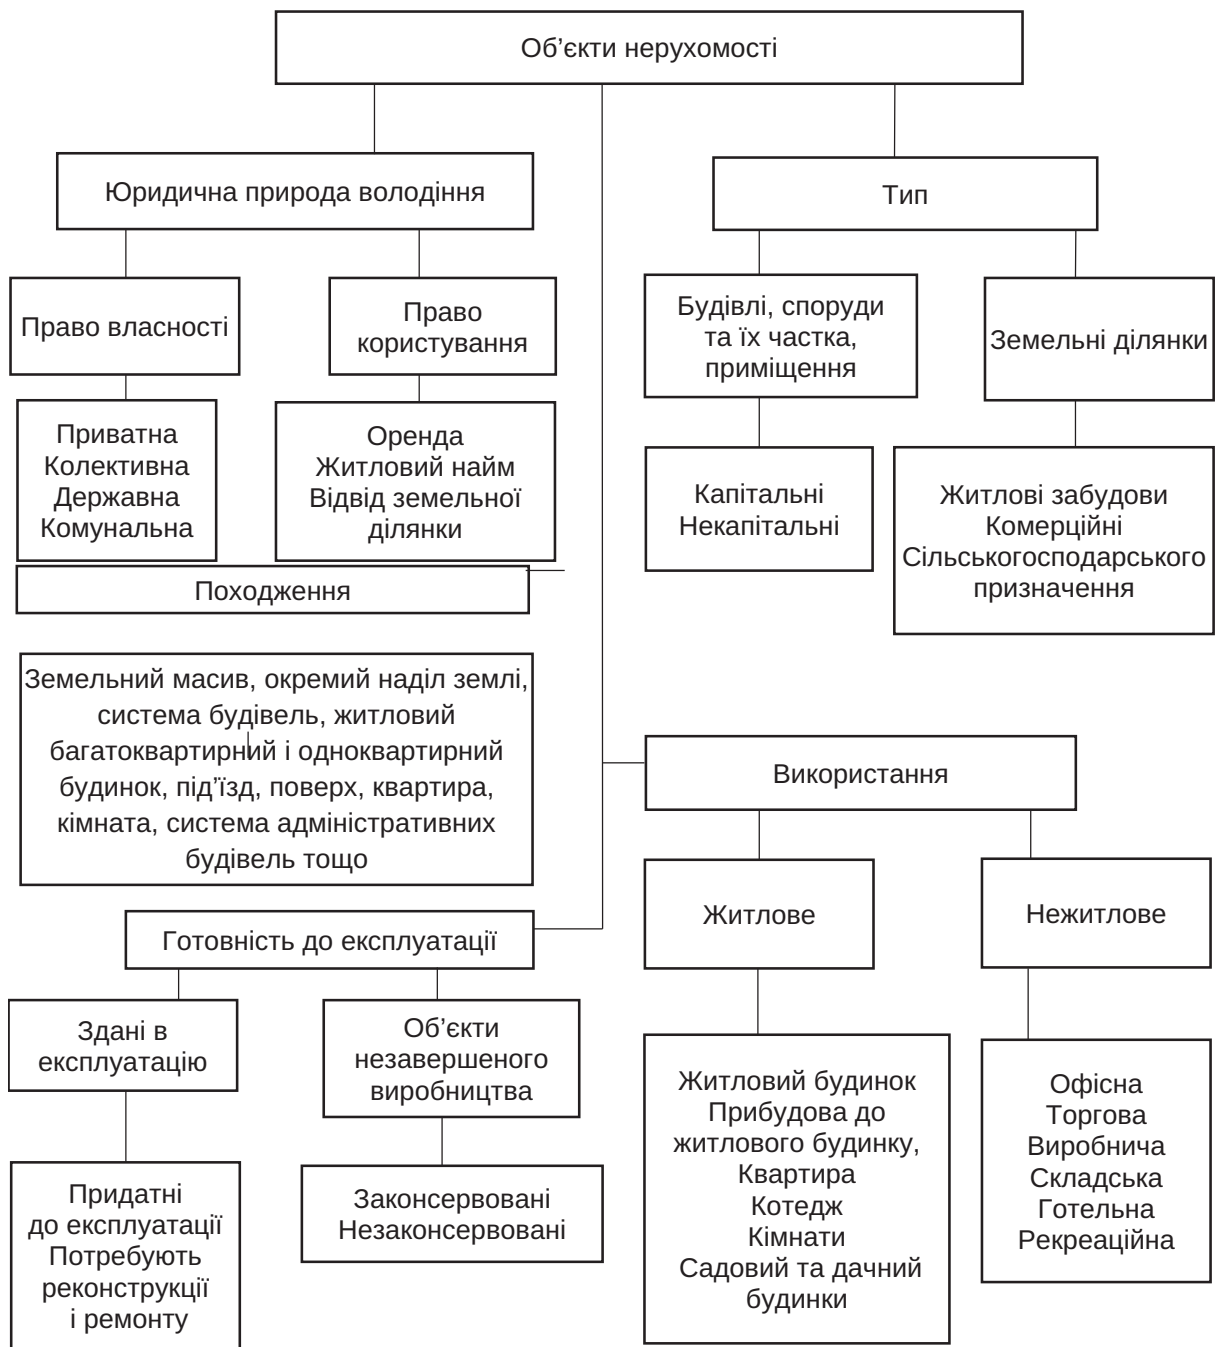 Об’єкти нерухомості
Юридична природа володіння
Тип
Право власності
Право
користування
Будівлі, споруди
та їх частка,
приміщення
Земельні ділянки
Приватна
Колективна
Державна
Комунальна
Оренда
Житловий найм
Відвід земельної
ділянки
Капітальні
Некапітальні
Житлові забудови
Комерційні
Сільськогосподарського
призначення
Походження
Земельний масив, окремий наділ землі,
система будівель, житловий
багатоквартирний і одноквартирний
будинок, під’їзд, поверх, квартира,
кімната, система адміністративних
будівель тощо
Використання
Житлове
Нежитлове
Готовність до експлуатації
Здані в
експлуатацію
Об’єкти
незавершеного
виробництва
Житловий будинок
Прибудова до
житлового будинку,
Квартира
Котедж
Кімнати
Садовий та дачний
будинки
Офісна
Торгова
Виробнича
Складська
Готельна
Рекреаційна
Придатні
до експлуатації
Потребують
реконструкції
і ремонту
Законсервовані
Незаконсервовані